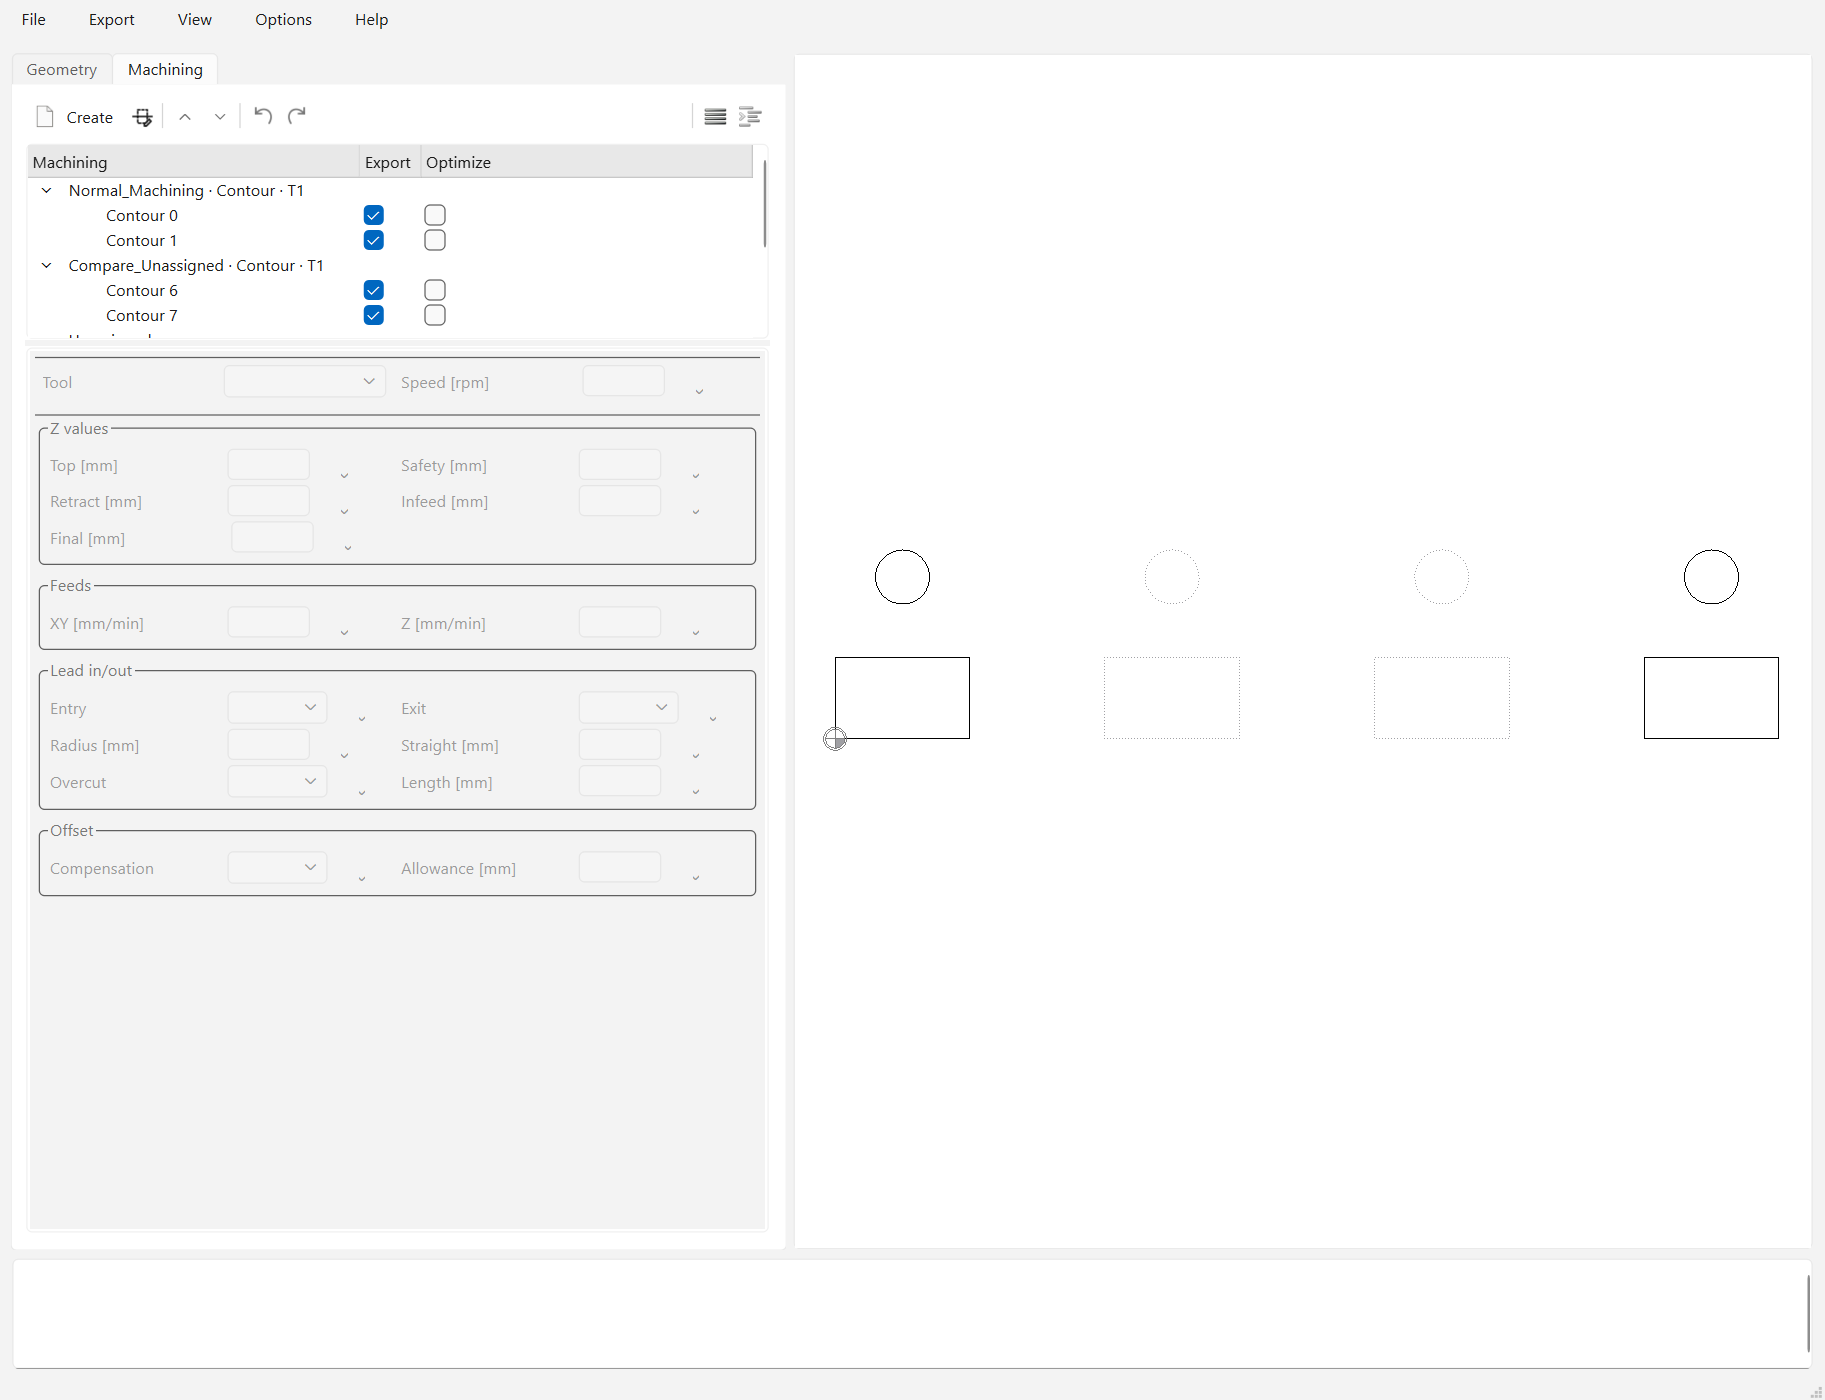 File Export View Options Help
Geometry Machining
Create
Machining Export Optimize
Normal_Machining · Contour · T1
Contour 0
Contour 1
Compare_Unassigned · Contour · T1
Contour 6
Contour 7
Tool Speed [rpm]
Z values
Top [mm] Safety [mm]
Retract [mm] Infeed [mm]
Final [mm]
Feeds
XY [mm/min] Z [mm/min]
Lead in/out
Entry Exit
Radius [mm] Straight [mm]
Overcut Length [mm]
Offset
Compensation Allowance [mm]